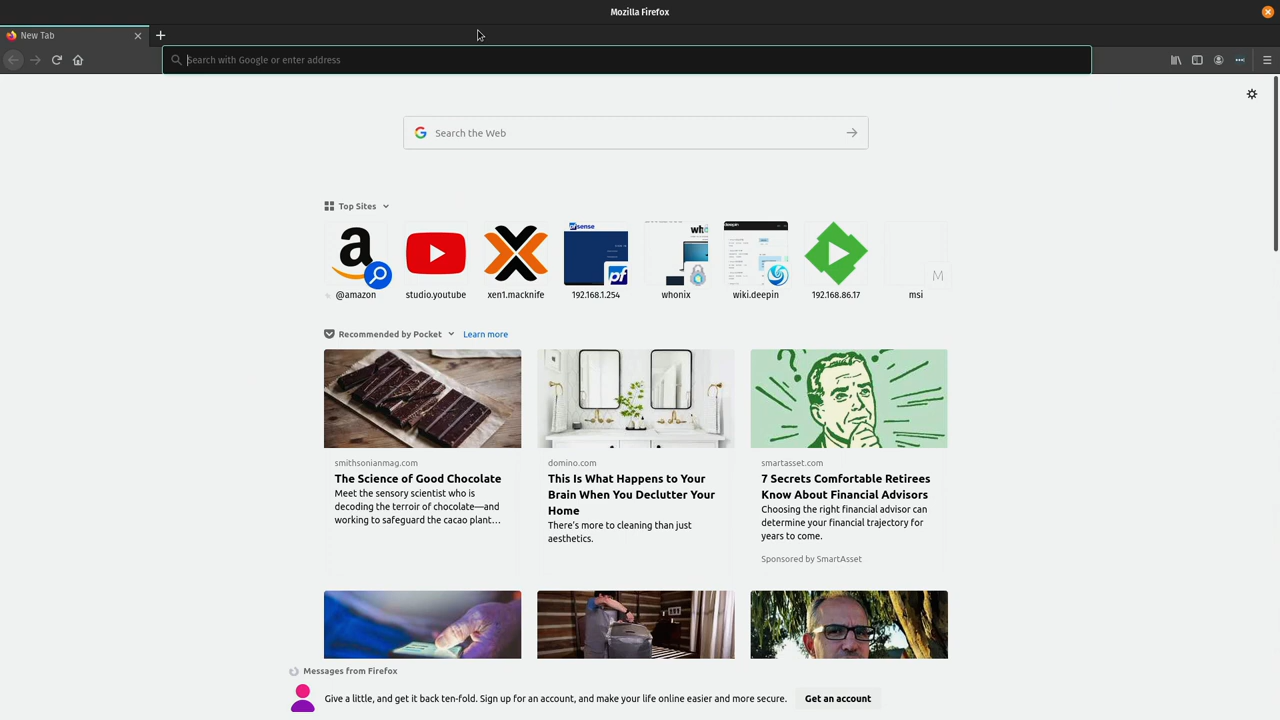 Mozilla Firefox
New Tab
Search with Google or enter address
Search the Web
Top Sites
@amazon
studio.youtube
xen1.macknife
192.168.1.254
whonix
wiki.deepin
192.168.86.17
msi
M
Recommended by Pocket
Learn more
smithsonianmag.com
The Science of Good Chocolate
Meet the sensory scientist who is
decoding the terroir of chocolate—and
working to safeguard the cacao plant…
domino.com
This Is What Happens to Your
Brain When You Declutter Your
Home
There's more to cleaning than just
aesthetics.
smartasset.com
7 Secrets Comfortable Retirees
Know About Financial Advisors
Choosing the right financial advisor can
determine your financial trajectory for
years to come.
Sponsored by SmartAsset
Messages from Firefox
Give a little, and get it back ten-fold. Sign up for an account, and make your life online easier and more secure.
Get an account